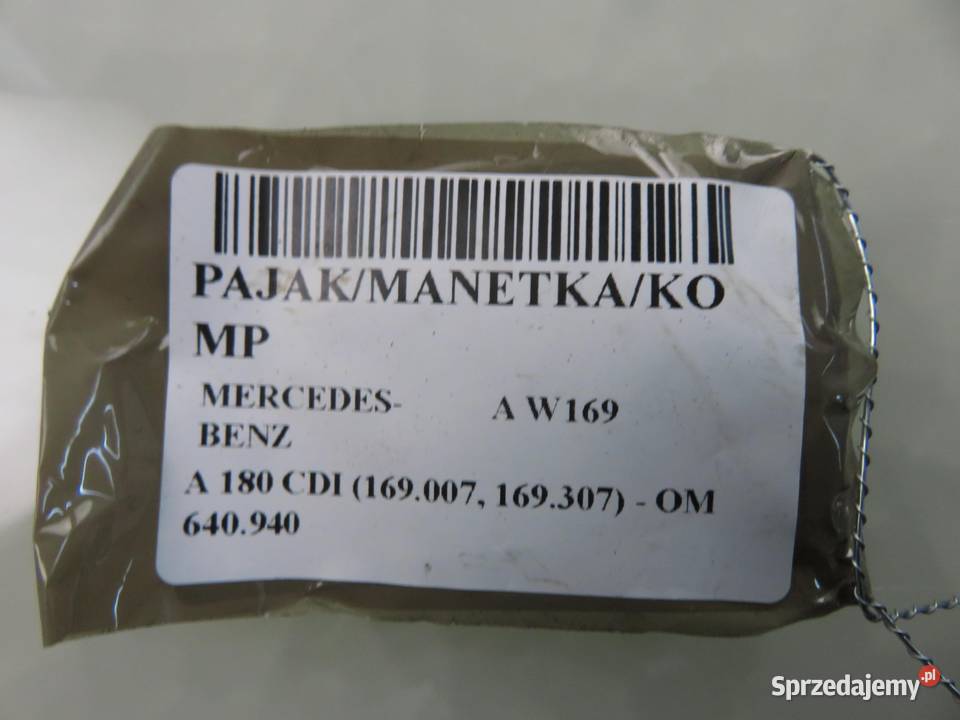 PAJAK/MANETKA/KO
MP
MERCEDES-
BENZ
A W169
A 180 CDI (169.007, 169.307) - OM
640.940
Sprzedajemy.pl